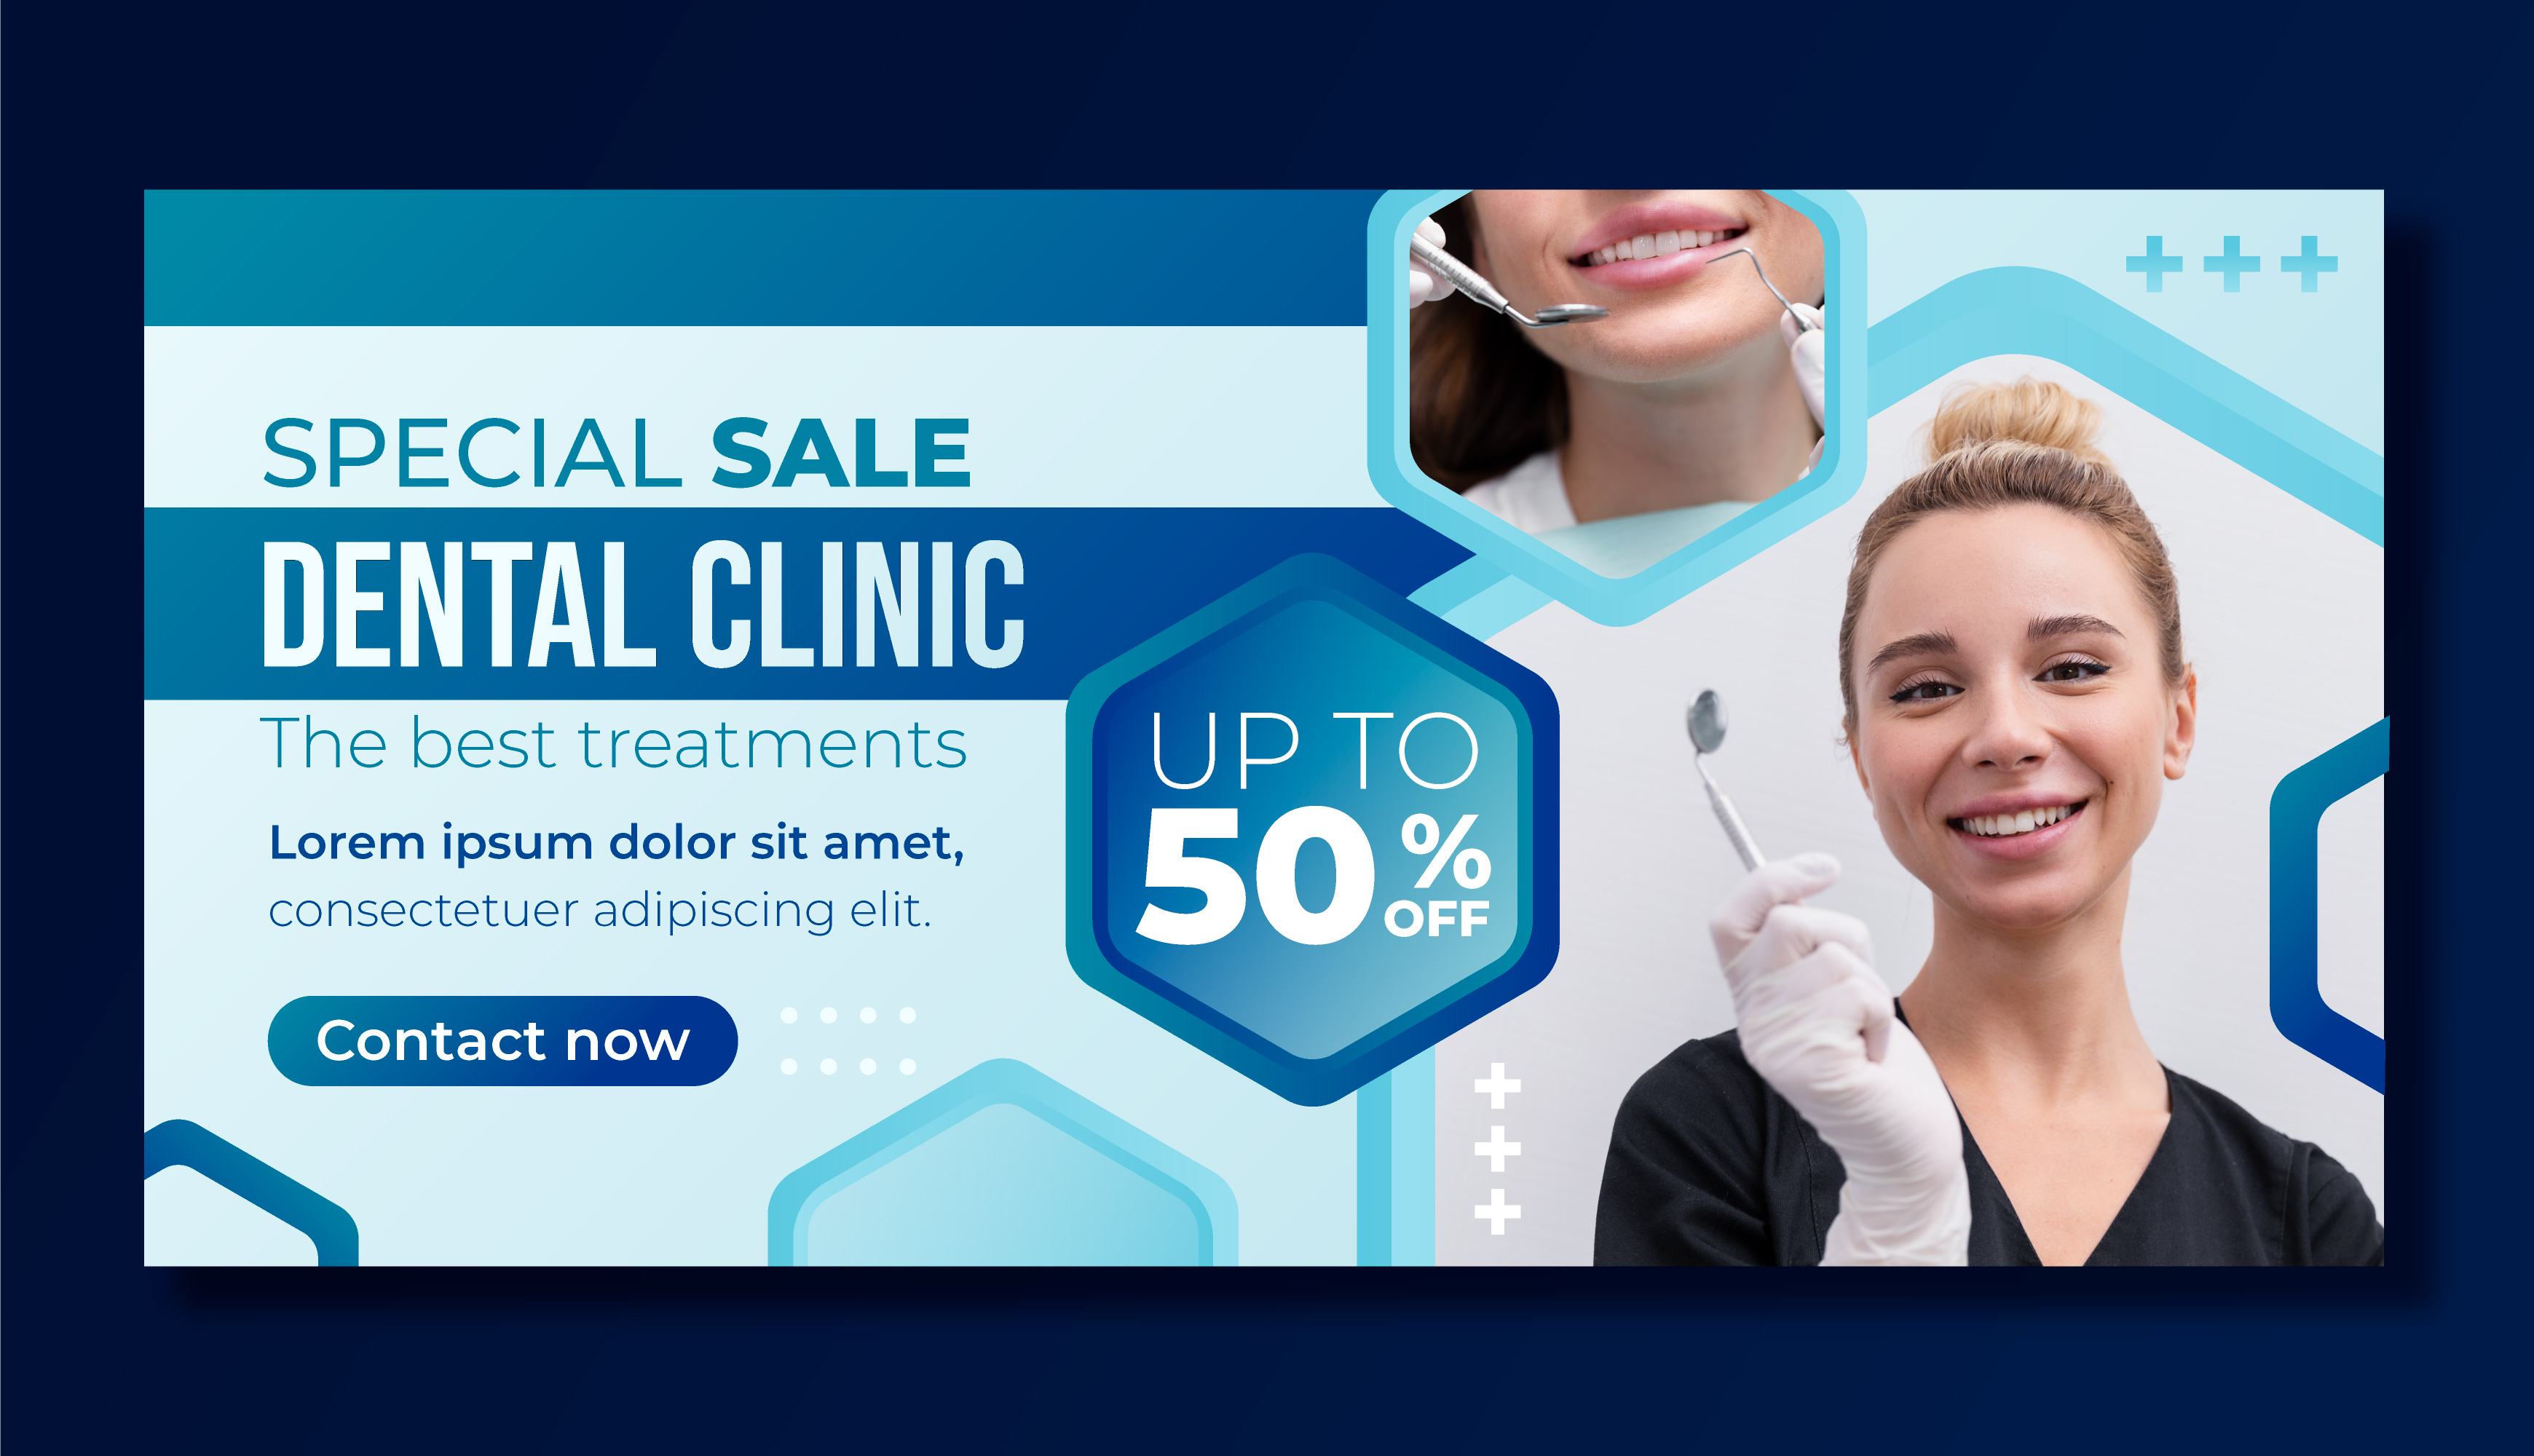 SPECIAL SALE
DENTAL CLINIC
The best treatments
Lorem ipsum dolor sit amet,
consectetuer adipiscing elit.
Contact now
UP TO
50%
OFF